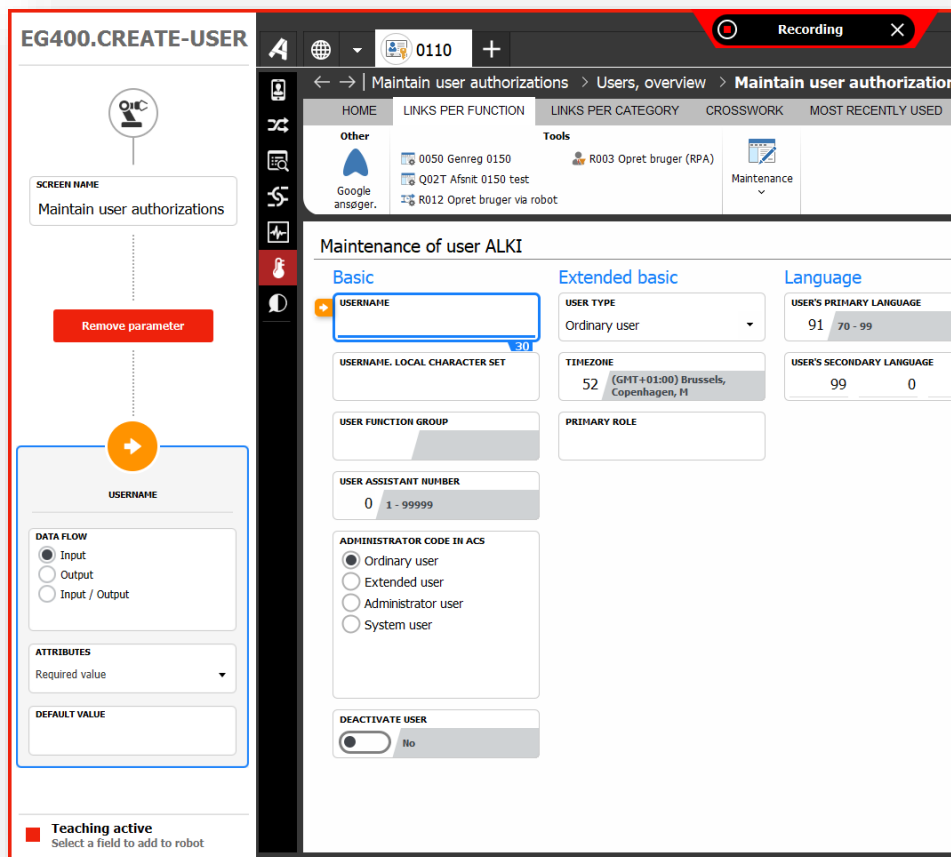 EG400.CREATE-USER
SCREEN NAME
Maintain user authorizations
Remove parameter
USERNAME
DATA FLOW
Input
Output
Input / Output
ATTRIBUTES
Required value
DEFAULT VALUE
Teaching active
Select a field to add to robot
0110
Recording
Maintain user authorizations > Users, overview > Maintain user authorization
HOME LINKS PER FUNCTION LINKS PER CATEGORY CROSSWORK MOST RECENTLY USED
Other
Google
ansøger.
0050 Genreg 0150
Q02T Afsnit 0150 test
R012 Opret bruger via robot
Tools
R003 Opret bruger (RPA)
Maintenance
Maintenance of user ALKI
Basic
USERNAME
30
USERNAME. LOCAL CHARACTER SET
USER FUNCTION GROUP
USER ASSISTANT NUMBER
0 1 - 99999
ADMINISTRATOR CODE IN ACS
Ordinary user
Extended user
Administrator user
System user
DEACTIVATE USER
No
Extended basic
USER TYPE
Ordinary user
TIMEZONE
52 (GMT+01:00) Brussels,
Copenhagen, M
PRIMARY ROLE
Language
USER'S PRIMARY LANGUAGE
91 70 - 99
USER'S SECONDARY LANGUAGE
99 0